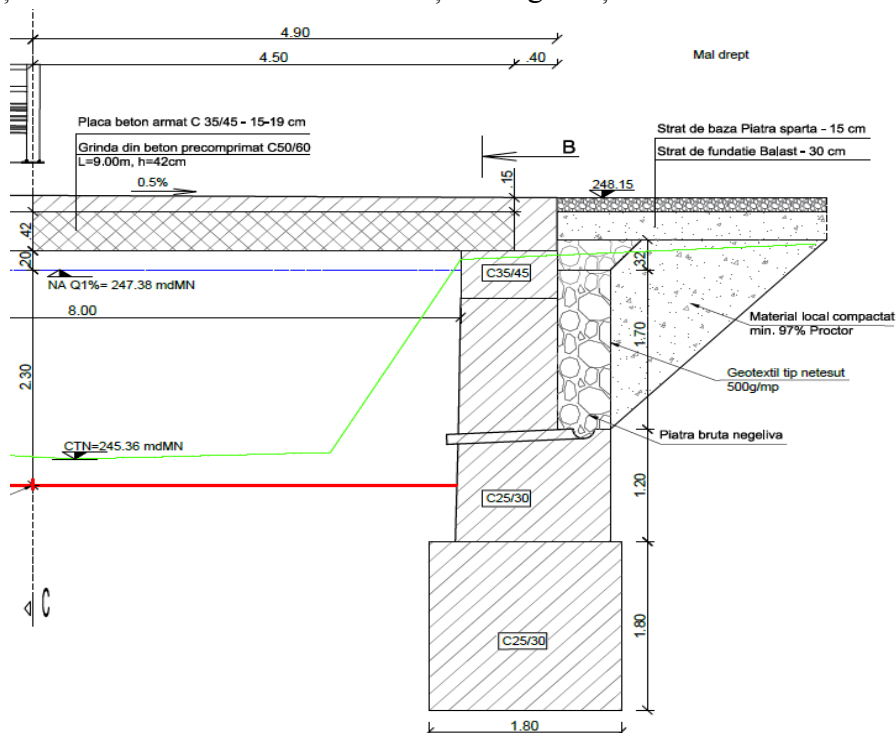 4.90
4.50
.40
Mal drept
Placa beton armat C 35/45 - 15-19 cm
Grinda din beton precomprimat C50/60
L=9.00m, h=42cm
0.5%
B
Strat de baza Piatra sparta - 15 cm
Strat de fundatie Balast - 30 cm
.15
248.15
42
20
NA Q1%= 247.38 mdMN
C35/45
.32
8.00
Material local compactat
min. 97% Proctor
1.70
2.30
Geotextil tip netesut
500g/mp
CTN=245.36 mdMN
Piatra bruta negeliva
C25/30
1.20
C
C25/30
1.80
1.80